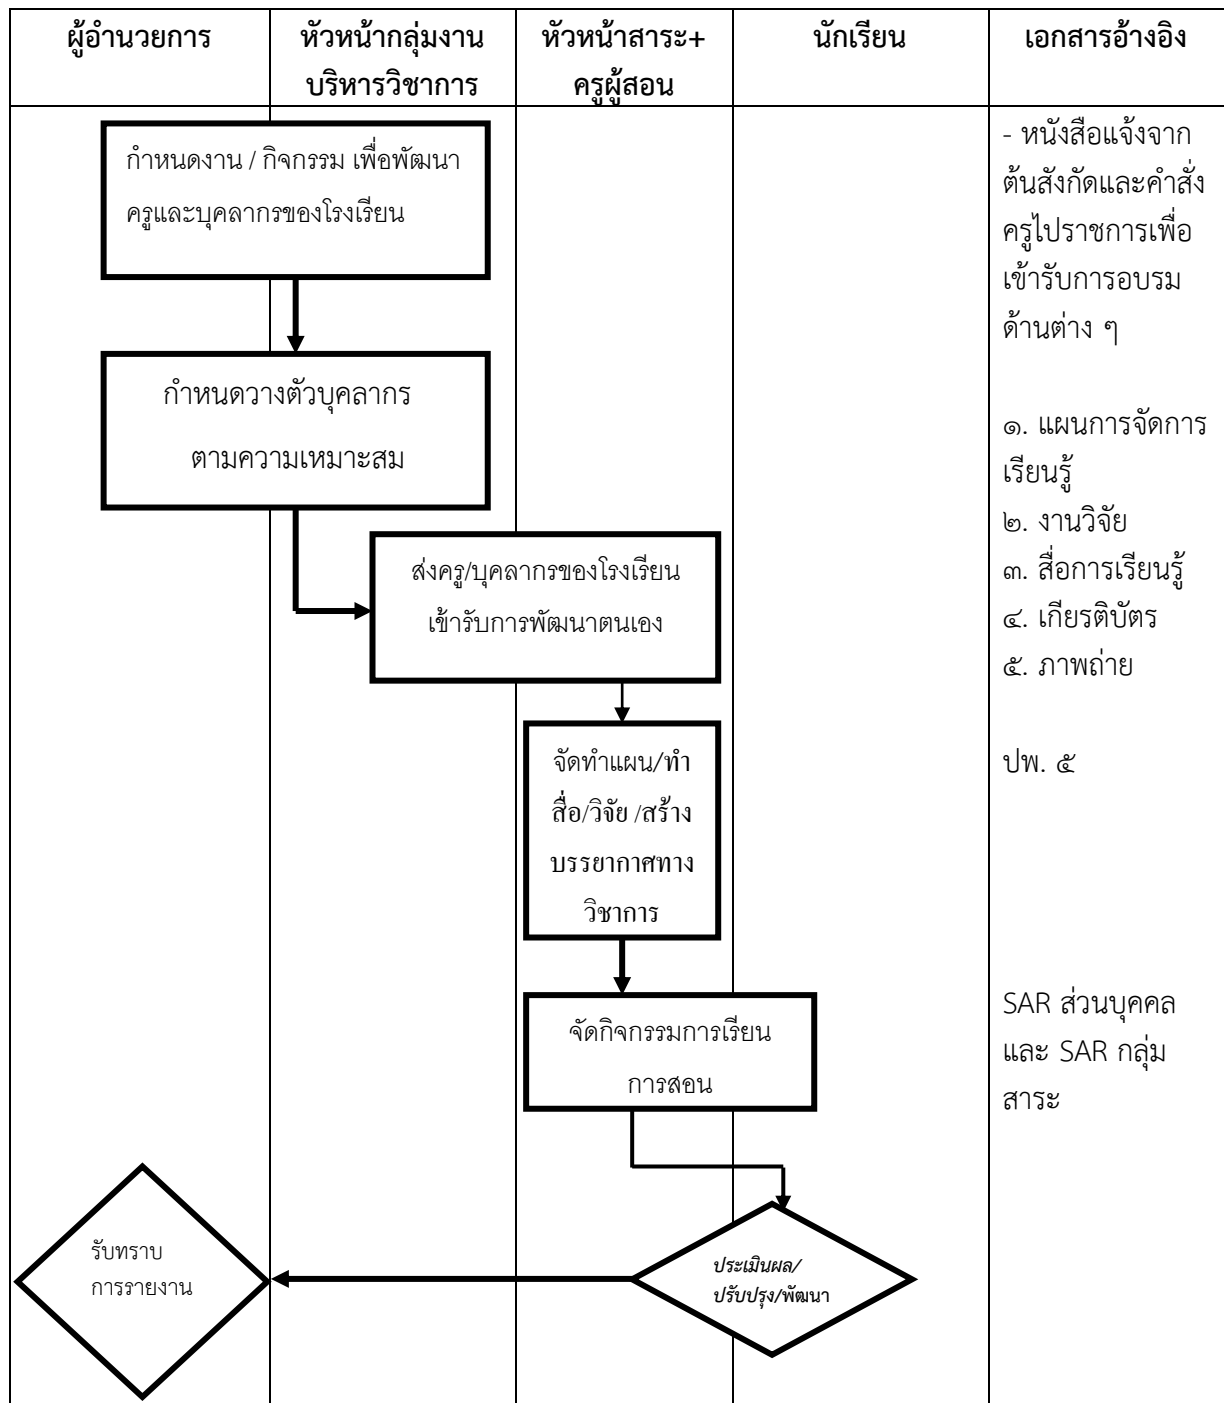 ผู้อำนวยการ
หัวหน้ากลุ่มงาน
บริหารวิชาการ
หัวหน้าสาระ+
ครูผู้สอน
นักเรียน
เอกสารอ้างอิง
กำหนดงาน / กิจกรรม เพื่อพัฒนา
ครูและบุคลากรของโรงเรียน
กำหนดวางตัวบุคลากร
ตามความเหมาะสม
ส่งครู/บุคลากรของโรงเรียน
เข้ารับการพัฒนาตนเอง
จัดทำแผน/ทำ
สื่อ/วิจัย /สร้าง
บรรยากาศทาง
วิชาการ
จัดกิจกรรมการเรียน
การสอน
ประเมินผล/
ปรับปรุง/พัฒนา
รับทราบ
การรายงาน
- หนังสือแจ้งจาก
ต้นสังกัดและคำสั่ง
ครูไปราชการเพื่อ
เข้ารับการอบรม
ด้านต่าง ๆ
๑. แผนการจัดการ
เรียนรู้
๒. งานวิจัย
๓. สื่อการเรียนรู้
๔. เกียรติบัตร
๕. ภาพถ่าย
ปพ. ๕
SAR ส่วนบุคคล
และ SAR กลุ่ม
สาระ